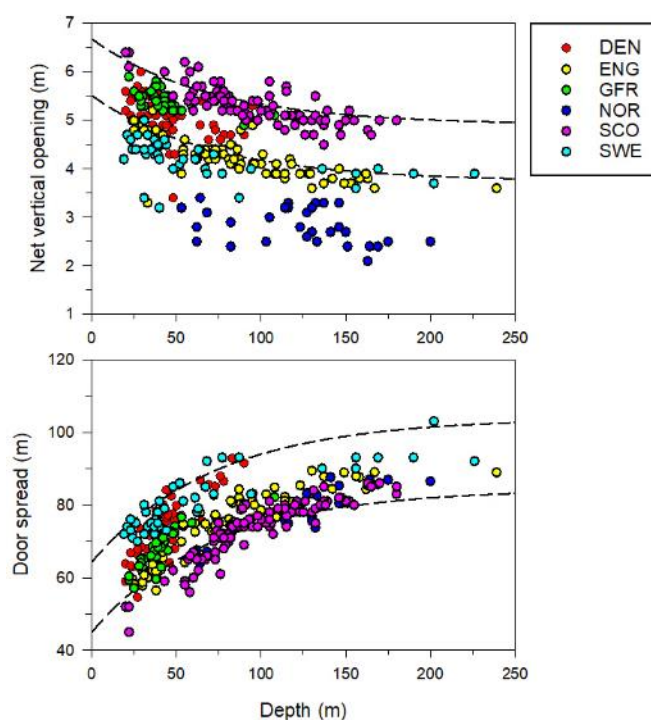 7
6
5
4
3
2
1
Net vertical opening (m)
0 50 100 150 200 250
DEN
ENG
GFR
NOR
SCO
SWE
120
100
80
60
40
Door spread (m)
0 50 100 150 200 250
Depth (m)